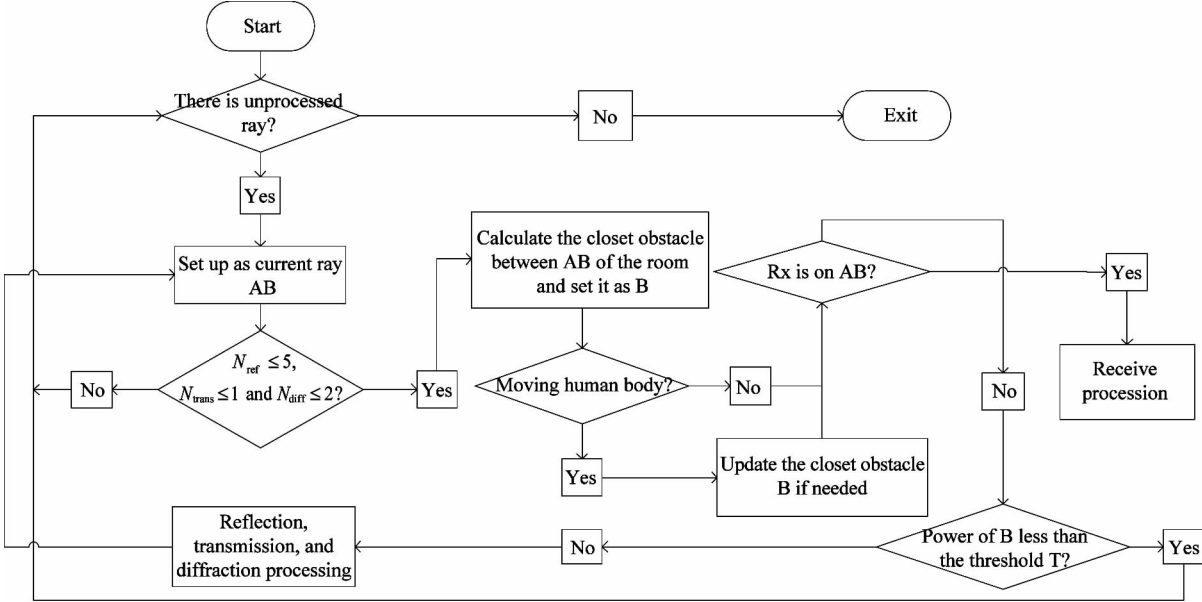 Start
There is unprocessed
ray?
No
Exit
Yes
Set up as current ray
AB
N_ref ≤ 5,
N_trans ≤ 1 and N_diff ≤ 2?
No
Yes
Calculate the closet obstacle
between AB of the room
and set it as B
Moving human body?
No
Yes
Update the closet obstacle
B if needed
Rx is on AB?
Yes
Receive
procession
No
Power of B less than
the threshold T?
Yes
No
Reflection,
transmission, and
diffraction processing